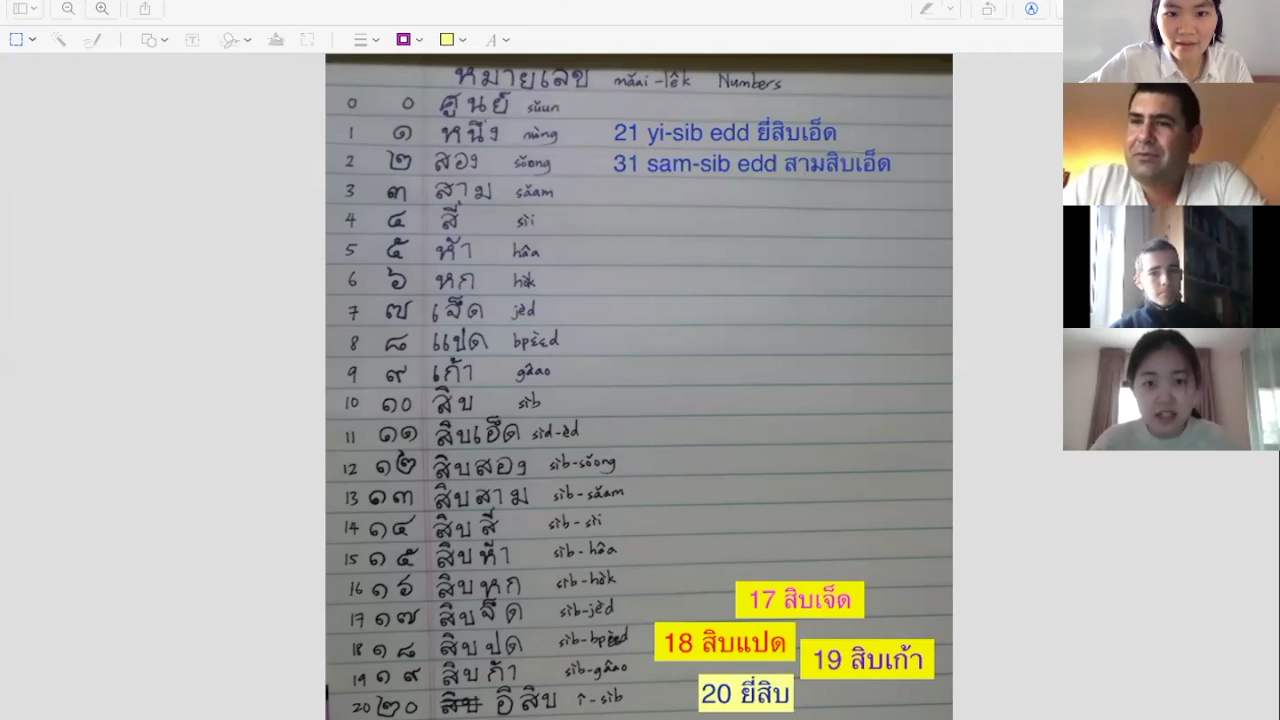 หมายเลข mǎai-lêk Numbers
0 ๐ ศูนย์ sǔun
1 ๑ หนึ่ง nùng 21 yi-sib edd ยี่สิบเอ็ด
2 ๒ สอง sǒong 31 sam-sib edd สามสิบเอ็ด
3 ๓ สาม sǎam
4 ๔ สี่ sìi
5 ๕ ห้า hâa
6 ๖ หก hòk
7 ๗ เจ็ด jèd
8 ๘ แปด bpɛ̀ɛd
9 ๙ เก้า gâao
10 ๑๐ สิบ sìb
11 ๑๑ สิบเอ็ด sìd-èd
12 ๑๒ สิบสอง sìb-sǒong
13 ๑๓ สิบสาม sìb-sǎam
14 ๑๔ สิบสี่ sìb-sìi
15 ๑๕ สิบห้า sìb-hâa
16 ๑๖ สิบหก sìb-hòk
17 ๑๗ สิบจ็ด sìb-jèd 17 สิบเจ็ด
18 ๑๘ สิบปด sìb-bpɛ̀ɛd 18 สิบแปด
19 ๑๙ สิบก้า sìb-gâao 19 สิบเก้า
20 ๒๐ อี สิบ î-sìb 20 ยี่สิบ